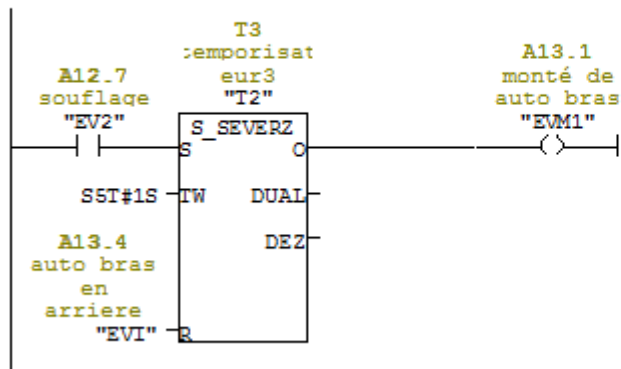 T3
temporisat
eur3
"T2"
A12.7
souflage
"EV2"
S_SEVERZ
S
Q
S5T#1S
TW
DUAL
DEZ
A13.4
auto bras
en
arriere
"EVI"
R
A13.1
monté de
auto bras
"EVM1"